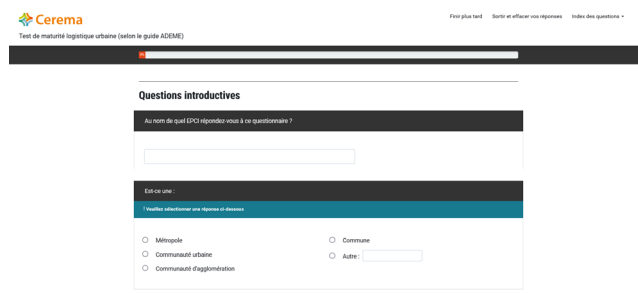 Cerema
Finir plus tard Sortir et effacer vos réponses Index des questions
Test de maturité logistique urbaine (selon le guide ADEME)
Questions introductives
Au nom de quel EPCI répondez-vous à ce questionnaire ?
Est-ce une :
! Veuillez sélectionner une réponse ci-dessous
Métropole
Communauté urbaine
Communauté d'agglomération
Commune
Autre :